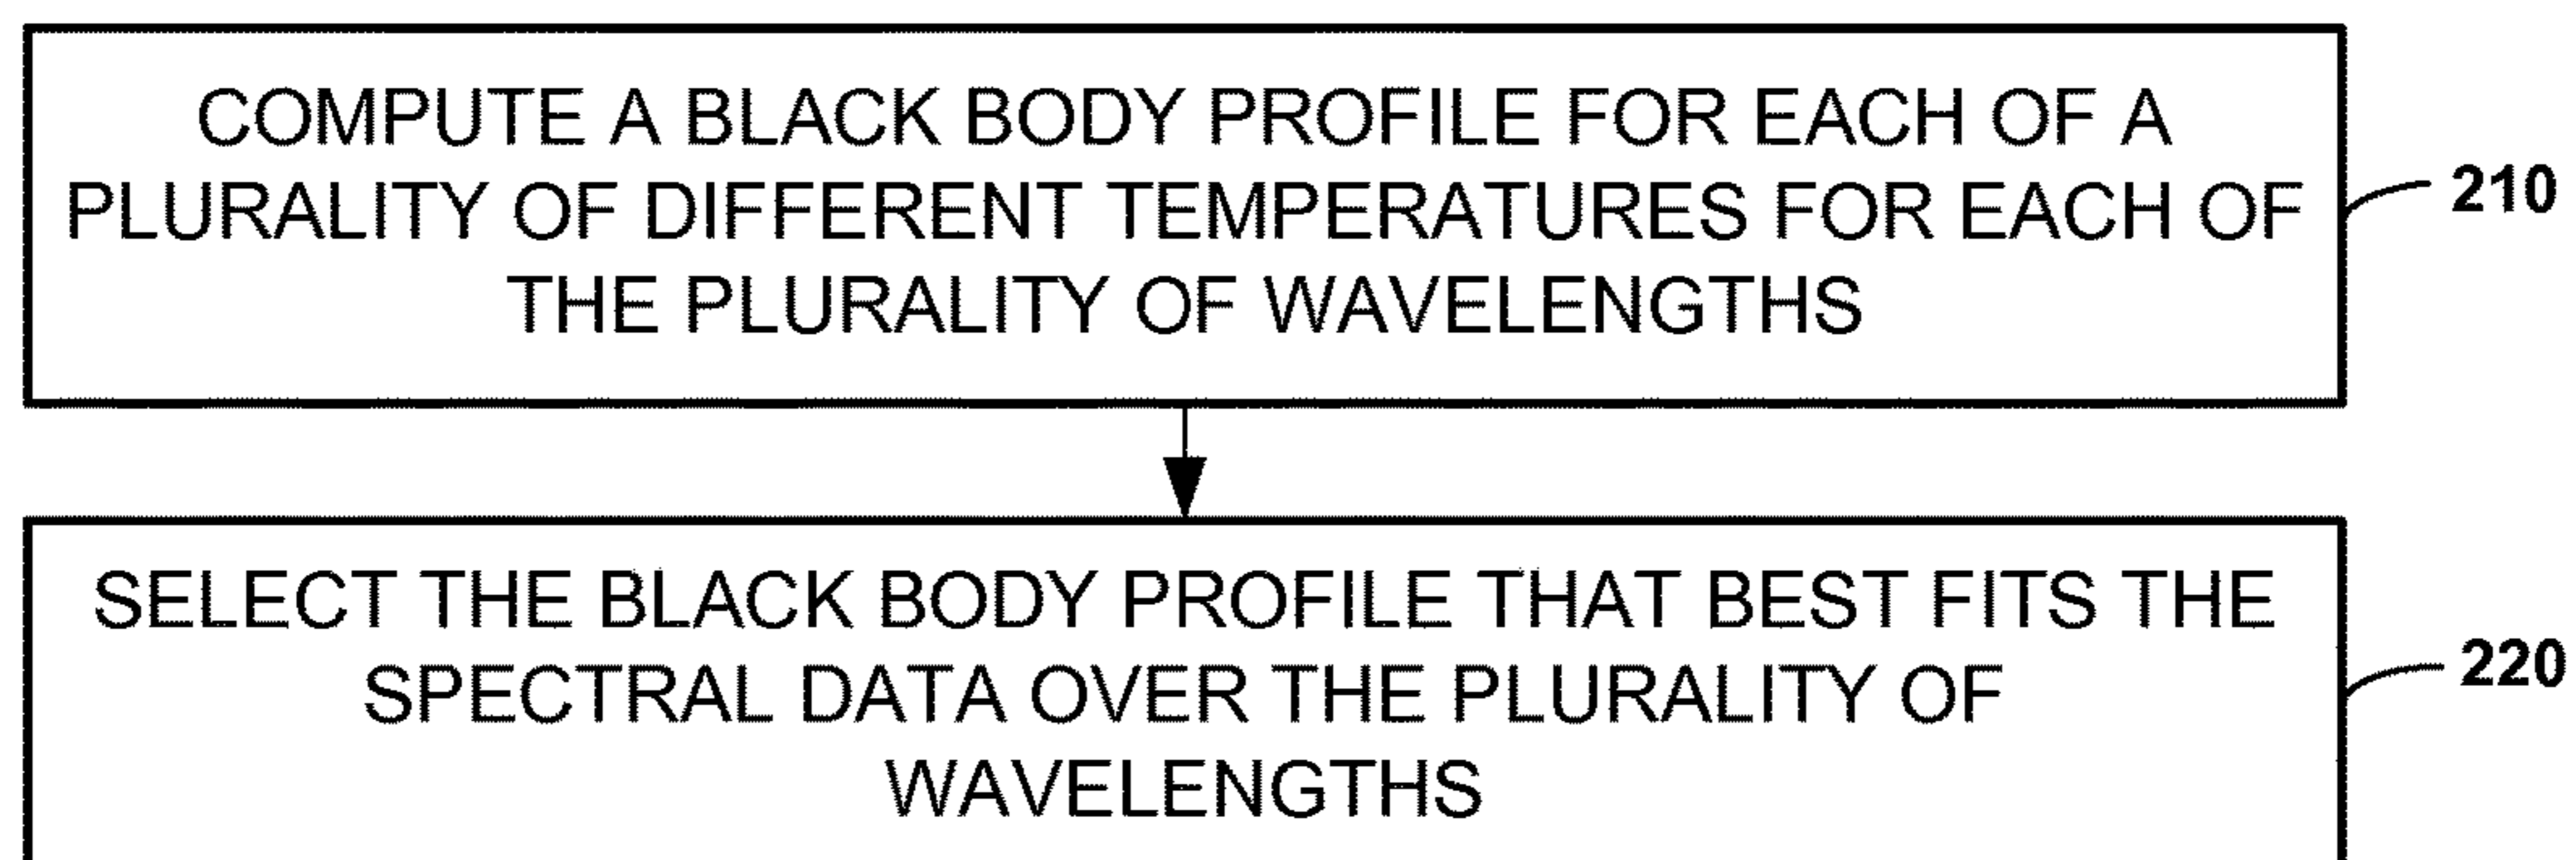 COMPUTE A BLACK BODY PROFILE FOR EACH OF A
PLURALITY OF DIFFERENT TEMPERATURES FOR EACH OF
THE PLURALITY OF WAVELENGTHS
210
SELECT THE BLACK BODY PROFILE THAT BEST FITS THE
SPECTRAL DATA OVER THE PLURALITY OF
WAVELENGTHS
220